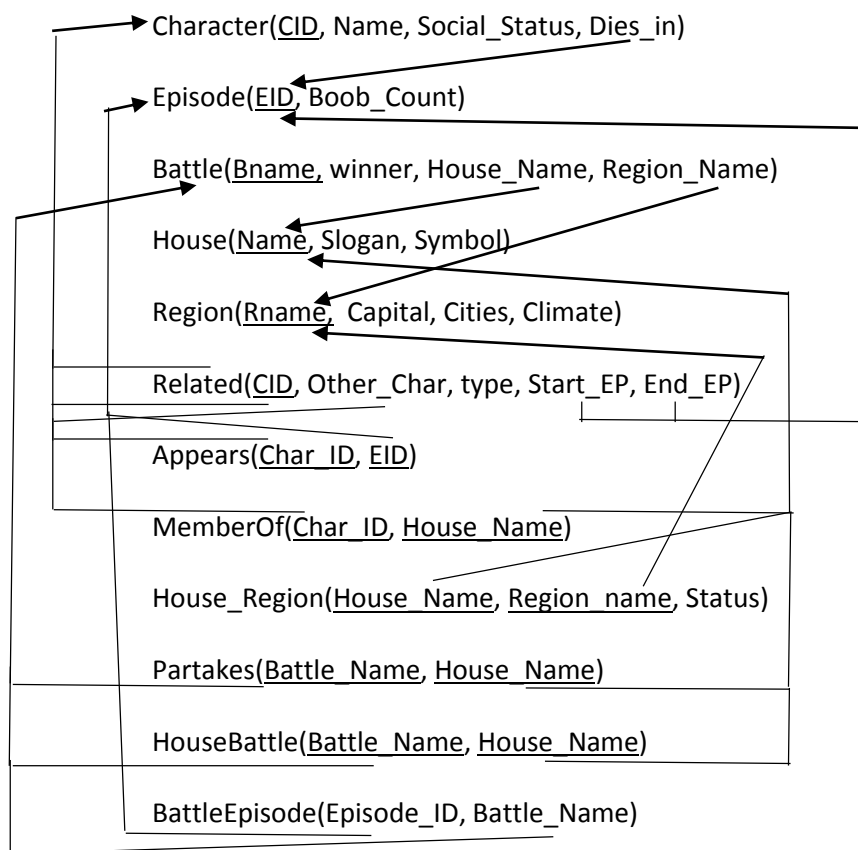 Character(CID, Name, Social_Status, Dies_in)
Episode(EID, Boob_Count)
Battle(Bname, winner, House_Name, Region_Name)
House(Name, Slogan, Symbol)
Region(Rname, Capital, Cities, Climate)
Related(CID, Other_Char, type, Start_EP, End_EP)
Appears(Char_ID, EID)
MemberOf(Char_ID, House_Name)
House_Region(House_Name, Region_name, Status)
Partakes(Battle_Name, House_Name)
HouseBattle(Battle_Name, House_Name)
BattleEpisode(Episode_ID, Battle_Name)